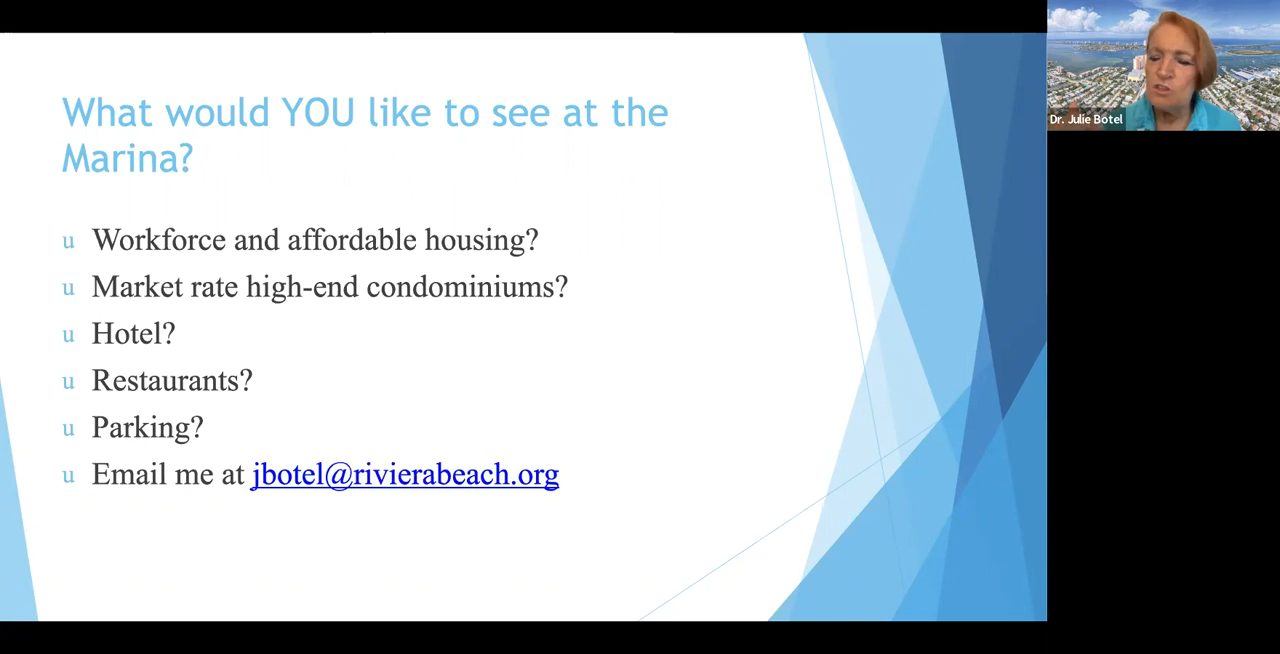 What would YOU like to see at the
Marina?
u Workforce and affordable housing?
u Market rate high-end condominiums?
u Hotel?
u Restaurants?
u Parking?
u Email me at jbotel@rivierabeach.org
Dr. Julie Botel